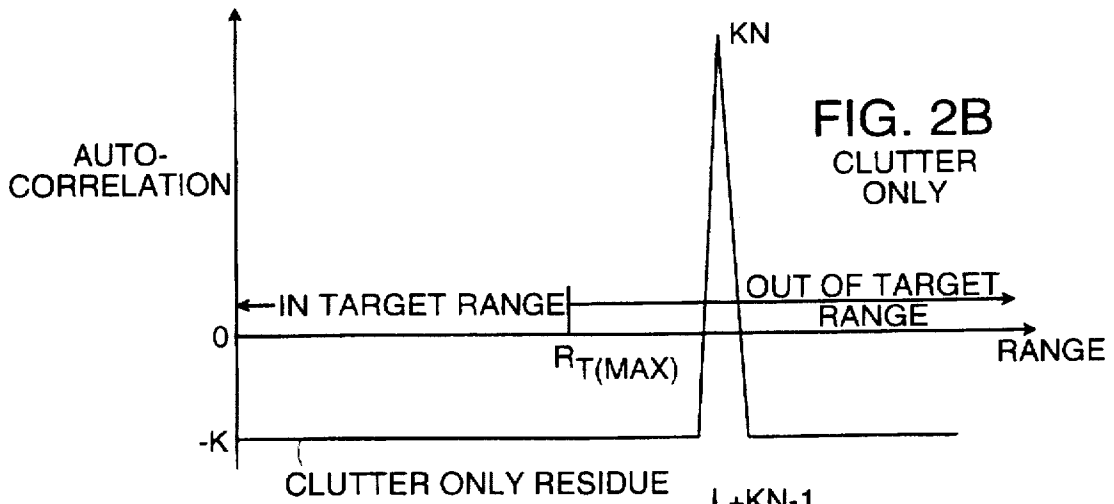 KN
FIG. 2B
CLUTTER
ONLY
AUTO-
CORRELATION
IN TARGET RANGE
OUT OF TARGET
RANGE
0
RANGE
RT(MAX)
-K
CLUTTER ONLY RESIDUE
+KN-1